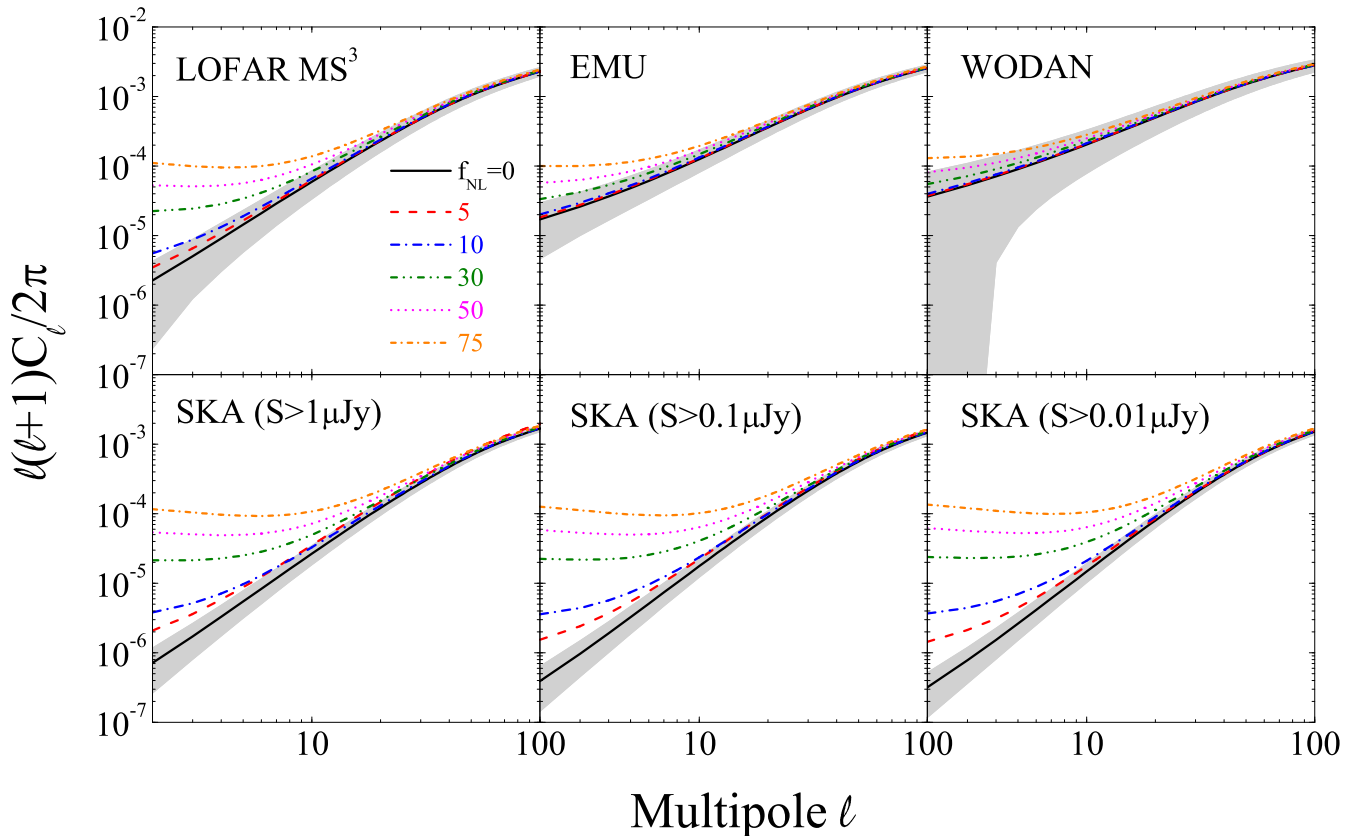 10⁻²
10⁻³
10⁻⁴
10⁻⁵
10⁻⁶
10⁻⁷
LOFAR MS³
EMU
WODAN
f_NL=0
5
10
30
50
75
ℓ(ℓ+1)C_ℓ/2π
10⁻³
10⁻⁴
10⁻⁵
10⁻⁶
10⁻⁷
SKA (S>1μJy)
SKA (S>0.1μJy)
SKA (S>0.01μJy)
10 100 10 100 10 100
Multipole ℓ